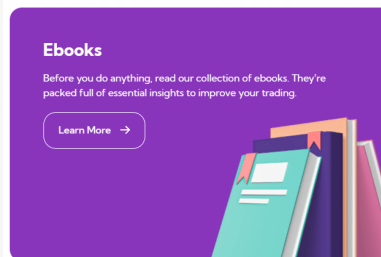 Ebooks
Before you do anything, read our collection of ebooks. They're
packed full of essential insights to improve your trading.
Learn More